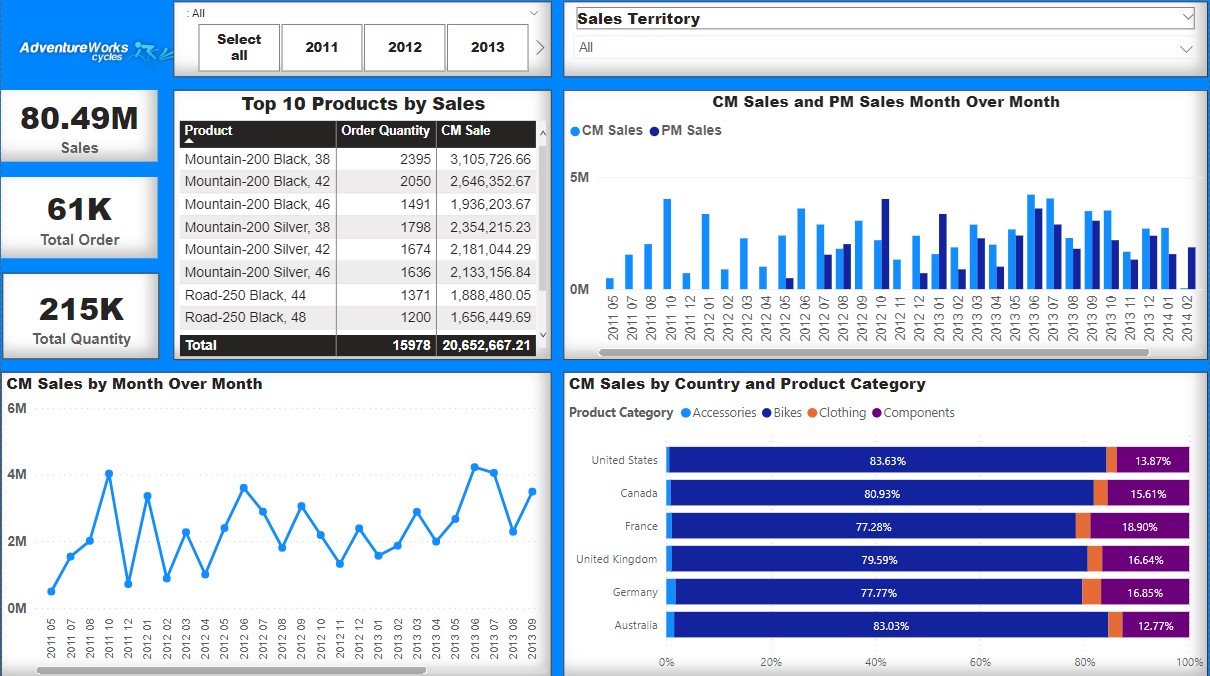 AdventureWorks
cycles
: All
Select all
2011
2012
2013
Sales Territory
All
80.49M
Sales
61K
Total Order
215K
Total Quantity
Top 10 Products by Sales
Product Order Quantity CM Sale
Mountain-200 Black, 38 2395 3,105,726.66
Mountain-200 Black, 42 2050 2,646,352.67
Mountain-200 Black, 46 1491 1,936,203.67
Mountain-200 Silver, 38 1798 2,354,215.23
Mountain-200 Silver, 42 1674 2,181,044.29
Mountain-200 Silver, 46 1636 2,133,156.84
Road-250 Black, 44 1371 1,888,480.05
Road-250 Black, 48 1200 1,656,449.69
Total 15978 20,652,667.21
CM Sales and PM Sales Month Over Month
CM Sales PM Sales
5M
0M
2011 05
2011 07
2011 08
2011 10
2011 12
2012 01
2012 02
2012 03
2012 04
2012 05
2012 06
2012 07
2012 08
2012 09
2012 10
2012 11
2012 12
2013 01
2013 02
2013 03
2013 04
2013 05
2013 06
2013 07
2013 08
2013 09
2013 10
2013 11
2013 12
2014 01
2014 02
CM Sales by Month Over Month
6M
4M
2M
0M
2011 05
2011 07
2011 08
2011 10
2011 12
2012 01
2012 02
2012 03
2012 04
2012 05
2012 06
2012 07
2012 08
2012 09
2012 10
2012 11
2012 12
2013 01
2013 02
2013 03
2013 04
2013 05
2013 06
2013 07
2013 08
2013 09
CM Sales by Country and Product Category
Product Category Accessories Bikes Clothing Components
United States 83.63% 13.87%
Canada 80.93% 15.61%
France 77.28% 18.90%
United Kingdom 79.59% 16.64%
Germany 77.77% 16.85%
Australia 83.03% 12.77%
0% 20% 40% 60% 80% 100%